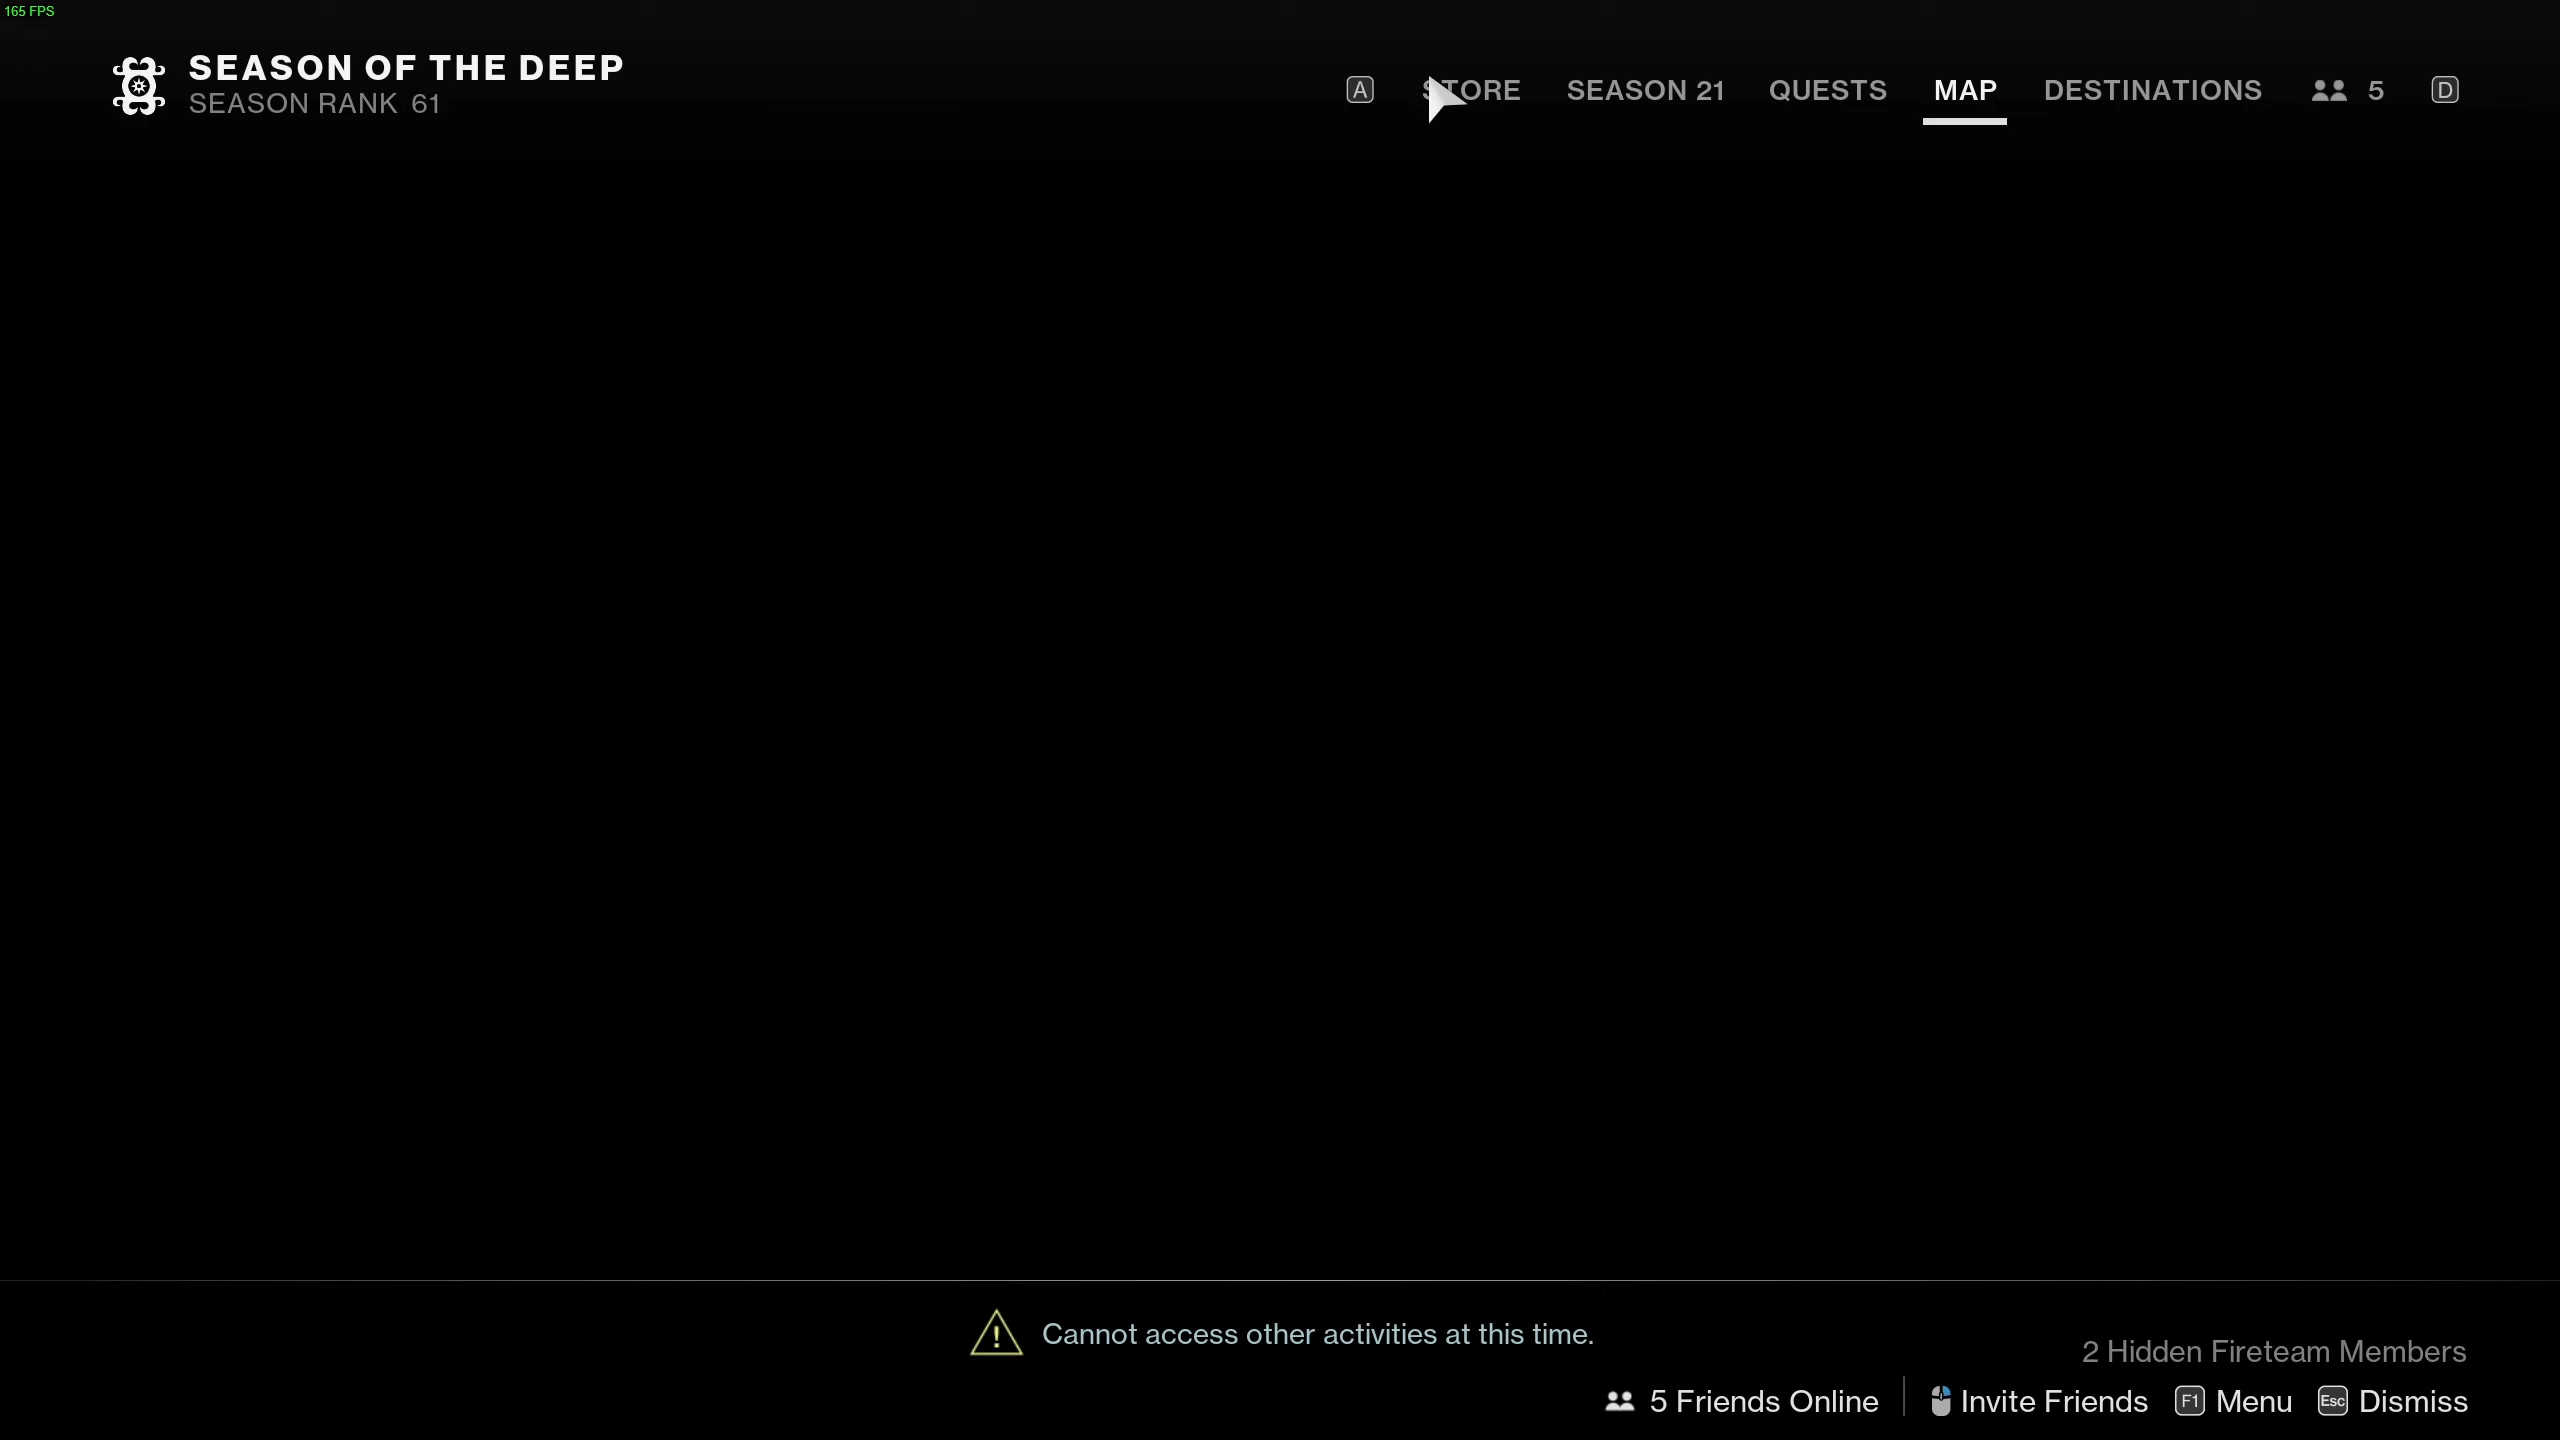 165 FPS
SEASON OF THE DEEP
SEASON RANK 61
A STORE SEASON 21 QUESTS MAP DESTINATIONS 5 D
Cannot access other activities at this time.
2 Hidden Fireteam Members
5 Friends Online Invite Friends F1 Menu Esc Dismiss